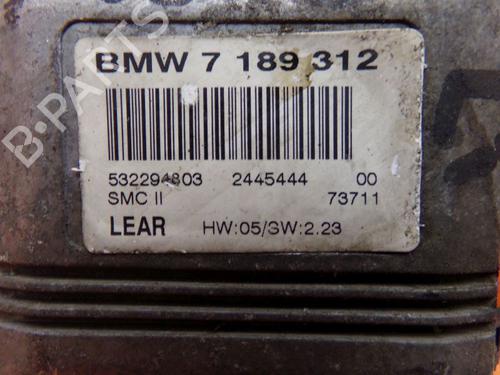 BMW 7 189 312
532294803 2445444 00
SMC II 73711
LEAR HW:05/SW:2.23
B-PARTS